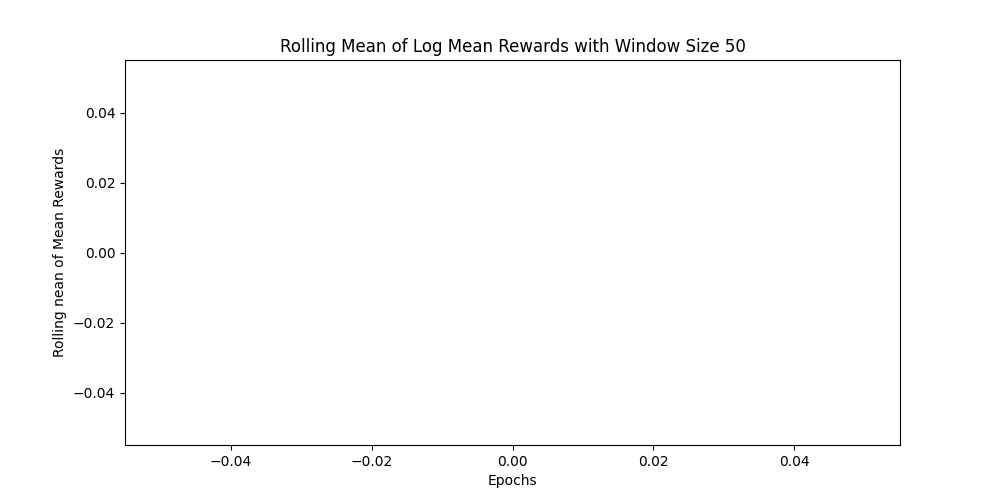 Rolling Mean of Log Mean Rewards with Window Size 50
0.04
0.02
0.00
−0.02
−0.04
Rolling nean of Mean Rewards
−0.04 −0.02 0.00 0.02 0.04
Epochs